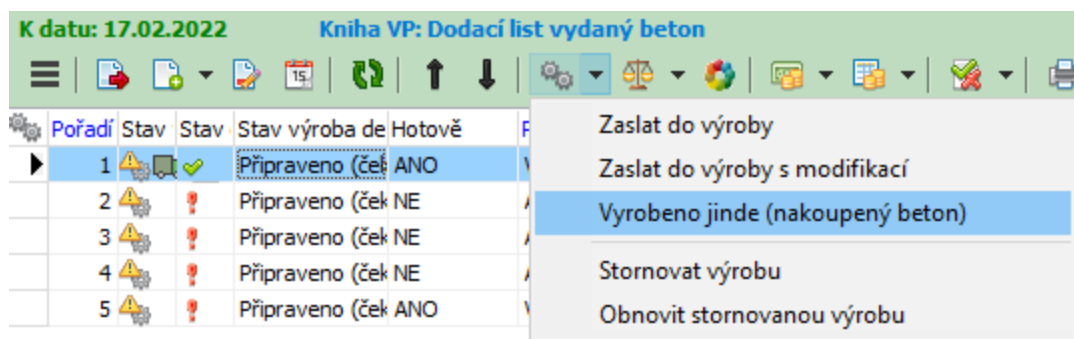 K datu: 17.02.2022 Kniha VP: Dodací list vydaný beton
15
Pořadí Stav Stav Stav výroba de Hotově
1 Připraveno (ček ANO
2 Připraveno (ček NE
3 Připraveno (ček NE
4 Připraveno (ček NE
5 Připraveno (ček ANO
Zaslat do výroby
Zaslat do výroby s modifikací
Vyrobeno jinde (nakoupený beton)
Stornovat výrobu
Obnovit stornovanou výrobu